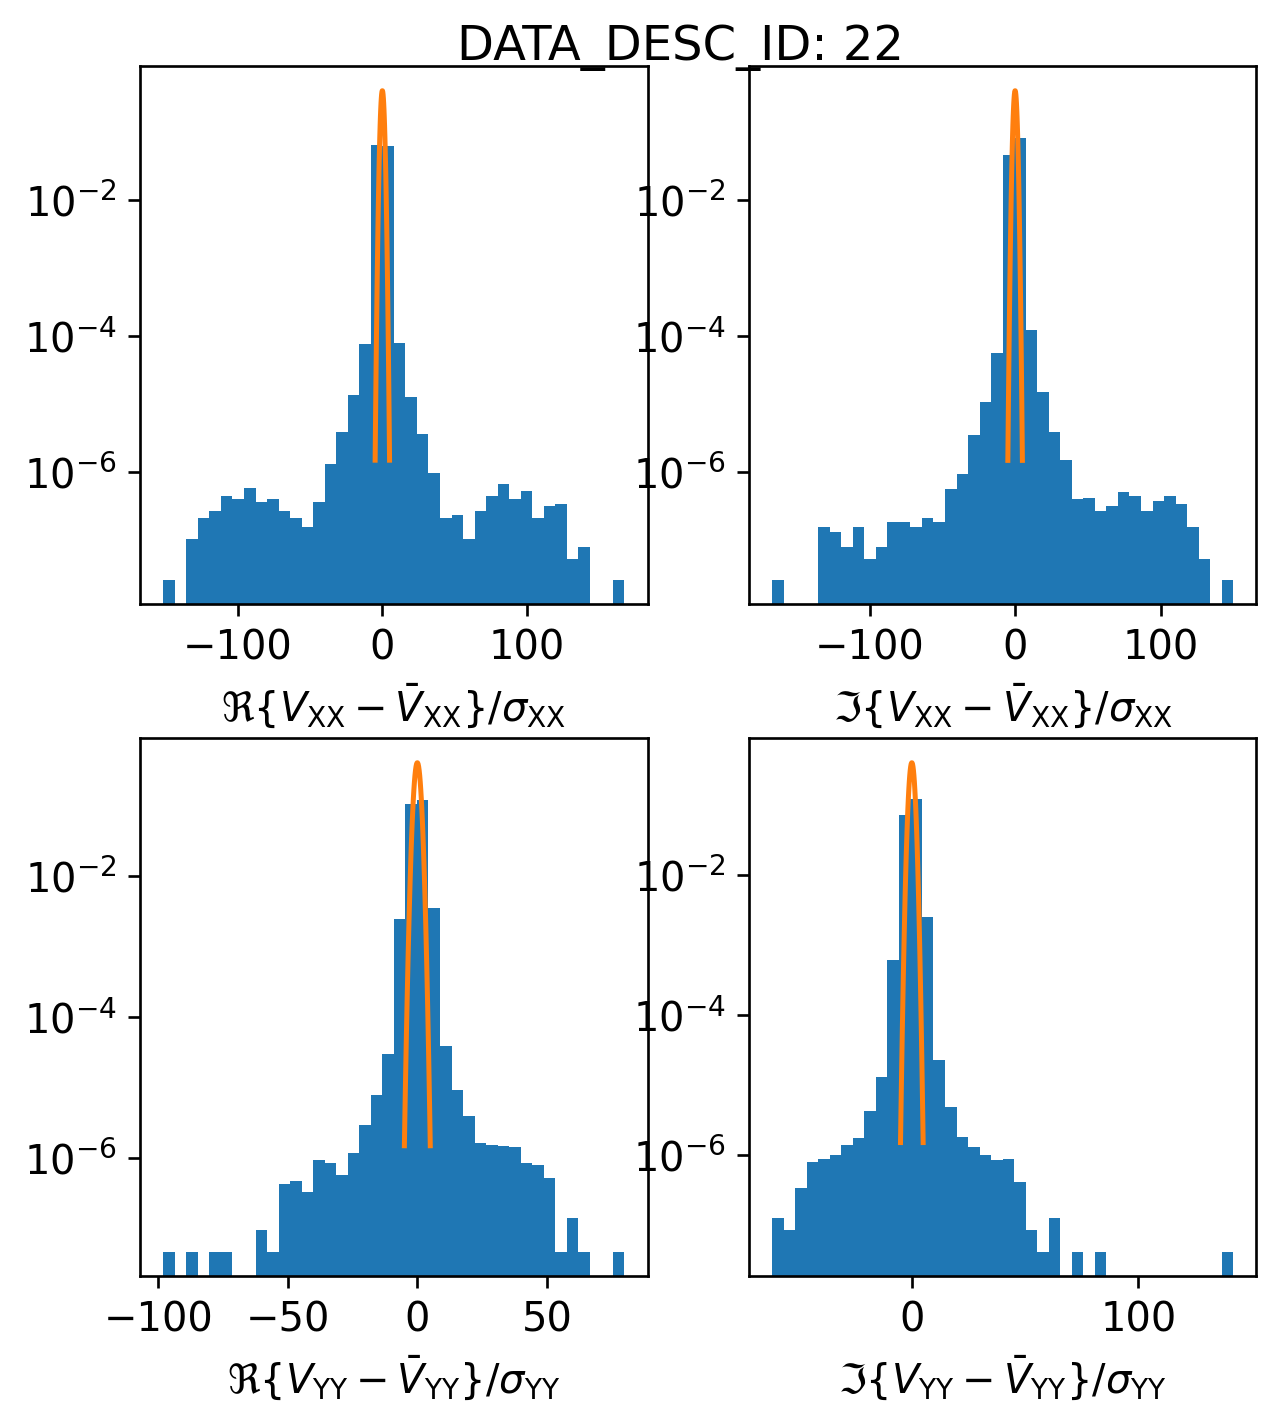 DATA_DESC_ID: 22
10⁻²
10⁻⁴
10⁻⁶
−100 0 100
ℜ{V_XX − V̄_XX}/σ_XX
10⁻²
10⁻⁴
10⁻⁶
−100 0 100
ℑ{V_XX − V̄_XX}/σ_XX
10⁻²
10⁻⁴
10⁻⁶
−100 −50 0 50
ℜ{V_YY − V̄_YY}/σ_YY
10⁻²
10⁻⁴
10⁻⁶
0 100
ℑ{V_YY − V̄_YY}/σ_YY